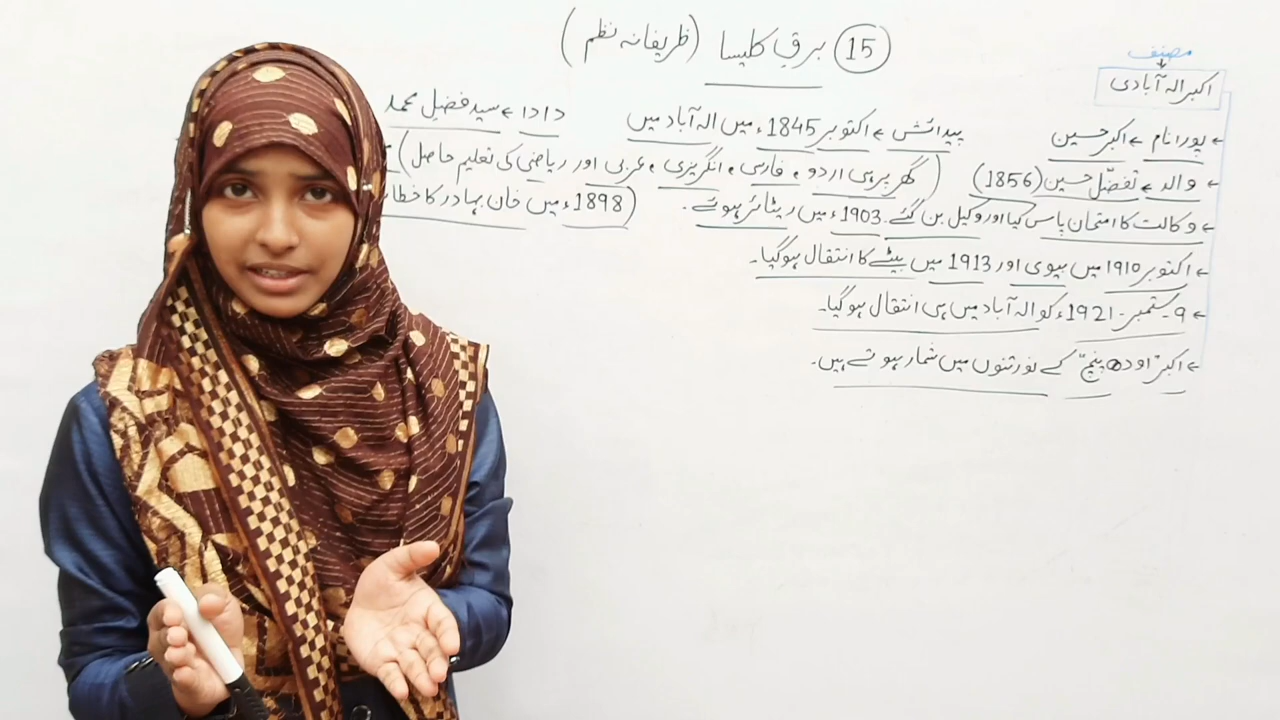 15 برقِ کلیسا (ظریفانہ نظم)
مصنف
اکبر الہ آبادی
پورا نام ← اکبر حسین پیدائش ← اکتوبر 1845ء میں الہ آباد میں دادا ← سید فضل محمد
والد ← تفضّل حسین (1856) (گھر پر ہی اردو، فارسی، انگریزی، عربی اور ریاضی کی تعلیم حاصل)
وکالت کا امتحان پاس کیا اور وکیل بن گئے 1903ء میں ریٹائر ہوئے۔ (1898ء میں خان بہادر کا خطا
← اکتوبر 1910 میں بیوی اور 1913 میں بیٹے کا انتقال ہوگیا۔
← 9 ستمبر 1921ء کو الہ آباد میں ہی انتقال ہوگیا۔
← اکبر "اودھ پنچ" کے نورتنوں میں شمار ہوتے ہیں۔